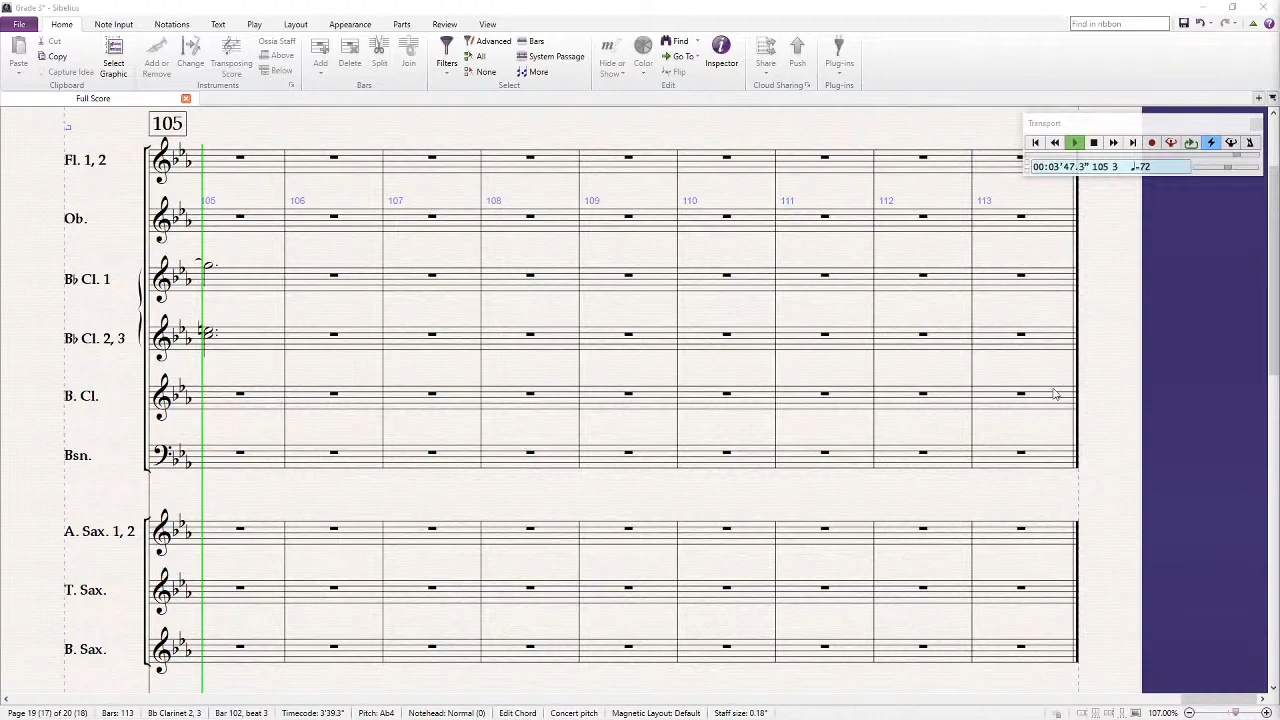 Grade 3* - Sibelius
File Home Note Input Notations Text Play Layout Appearance Parts Review View Find in ribbon
Paste Cut Copy Capture Idea Clipboard
Select Graphic
Add or Remove Change Transposing Score Ossia Staff Above Below Instruments
Add Delete Split Join Bars
Filters Advanced All None Bars System Passage More Select
Hide or Show Color Find Go To Flip Inspector Edit
Share Push Cloud Sharing
Plug-ins Plug-ins
Full Score
105
Transport
00:03'47.3" 105 3 ♩=72
Fl. 1, 2
105 106 107 108 109 110 111 112 113
Ob.
B♭ Cl. 1
B♭ Cl. 2, 3
B. Cl.
Bsn.
A. Sax. 1, 2
T. Sax.
B. Sax.
Page 19 (17) of 20 (18) Bars: 113 Bb Clarinet 2, 3 Bar 102, beat 3 Timecode: 3'39.3" Pitch: Ab4 Notehead: Normal (0) Edit Chord Concert pitch Magnetic Layout: Default Staff size: 0.18" 107.00%